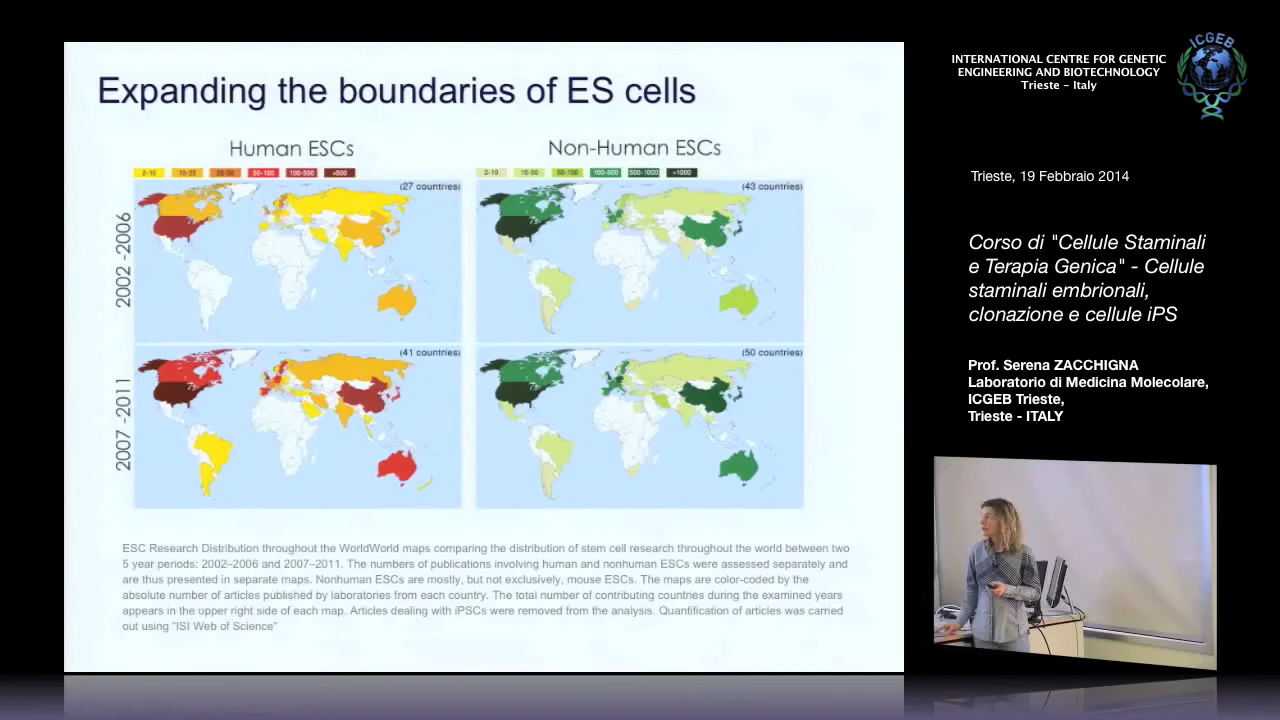 Expanding the boundaries of ES cells
Human ESCs
Non-Human ESCs
2-10 10-25 25-50 50-100 100-500 >500
2-10 10-50 50-100 100-500 500-1000 >1000
2002 -2006
(27 countries)
(43 countries)
2007 -2011
(41 countries)
(50 countries)
ESC Research Distribution throughout the WorldWorld maps comparing the distribution of stem cell research throughout the world between two
5 year periods: 2002–2006 and 2007–2011. The numbers of publications involving human and nonhuman ESCs were assessed separately and
are thus presented in separate maps. Nonhuman ESCs are mostly, but not exclusively, mouse ESCs. The maps are color-coded by the
absolute number of articles published by laboratories from each country. The total number of contributing countries during the examined years
appears in the upper right side of each map. Articles dealing with iPSCs were removed from the analysis. Quantification of articles was carried
out using "ISI Web of Science"
INTERNATIONAL CENTRE FOR GENETIC
ENGINEERING AND BIOTECHNOLOGY
Trieste - Italy
ICGEB
Trieste, 19 Febbraio 2014
Corso di "Cellule Staminali
e Terapia Genica" - Cellule
staminali embrionali,
clonazione e cellule iPS
Prof. Serena ZACCHIGNA
Laboratorio di Medicina Molecolare,
ICGEB Trieste,
Trieste - ITALY